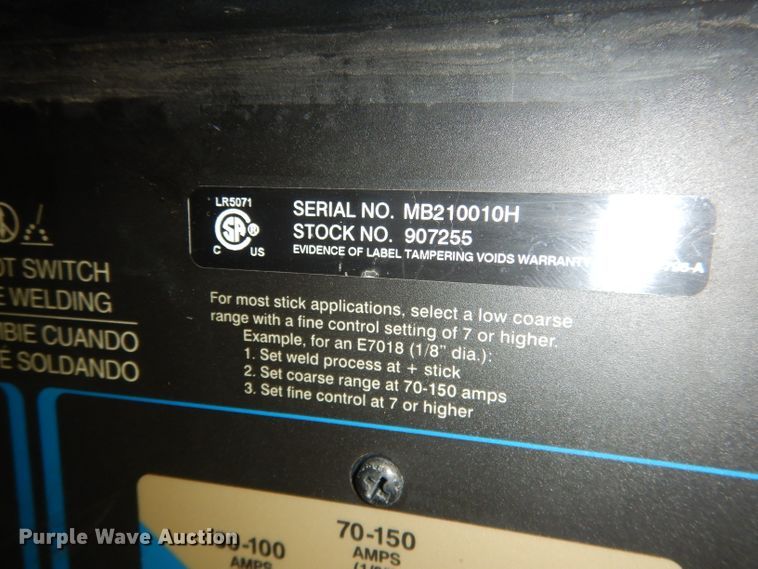 LR5071
SA®
C US
SERIAL NO. MB210010H
STOCK NO. 907255
EVIDENCE OF LABEL TAMPERING VOIDS WARRANTY
-A
SWITCH
WELDING
CUANDO
SOLDANDO
For most stick applications, select a low coarse
range with a fine control setting of 7 or higher.
Example, for an E7018 (1/8" dia.):
1. Set weld process at + stick
2. Set coarse range at 70-150 amps
3. Set fine control at 7 or higher
-100
AMPS
70-150
AMPS
Purple Wave Auction